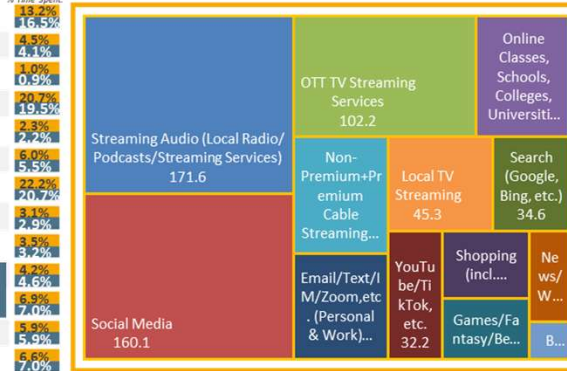 % Time Spent
13.2%
16.5%
4.5%
4.1%
1.0%
0.9%
20.7%
19.5%
2.3%
2.2%
6.0%
5.5%
22.2%
20.7%
3.1%
2.9%
3.5%
3.2%
4.2%
4.6%
6.9%
7.0%
5.9%
5.9%
6.6%
7.0%
Streaming Audio (Local Radio/
Podcasts/Streaming Services)
171.6
Social Media
160.1
OTT TV Streaming
Services
102.2
Online
Classes,
Schools,
Colleges,
Universiti...
Non-
Premium+Pr
emium
Cable
Streaming...
Local TV
Streaming
45.3
Search
(Google,
Bing, etc.)
34.6
Email/Text/I
M/Zoom,etc
. (Personal
& Work)...
YouTu
be/Ti
kTok,
etc.
32.2
Shopping
(incl....
Games/Fa
ntasy/Be...
Ne
ws/
W...
B...